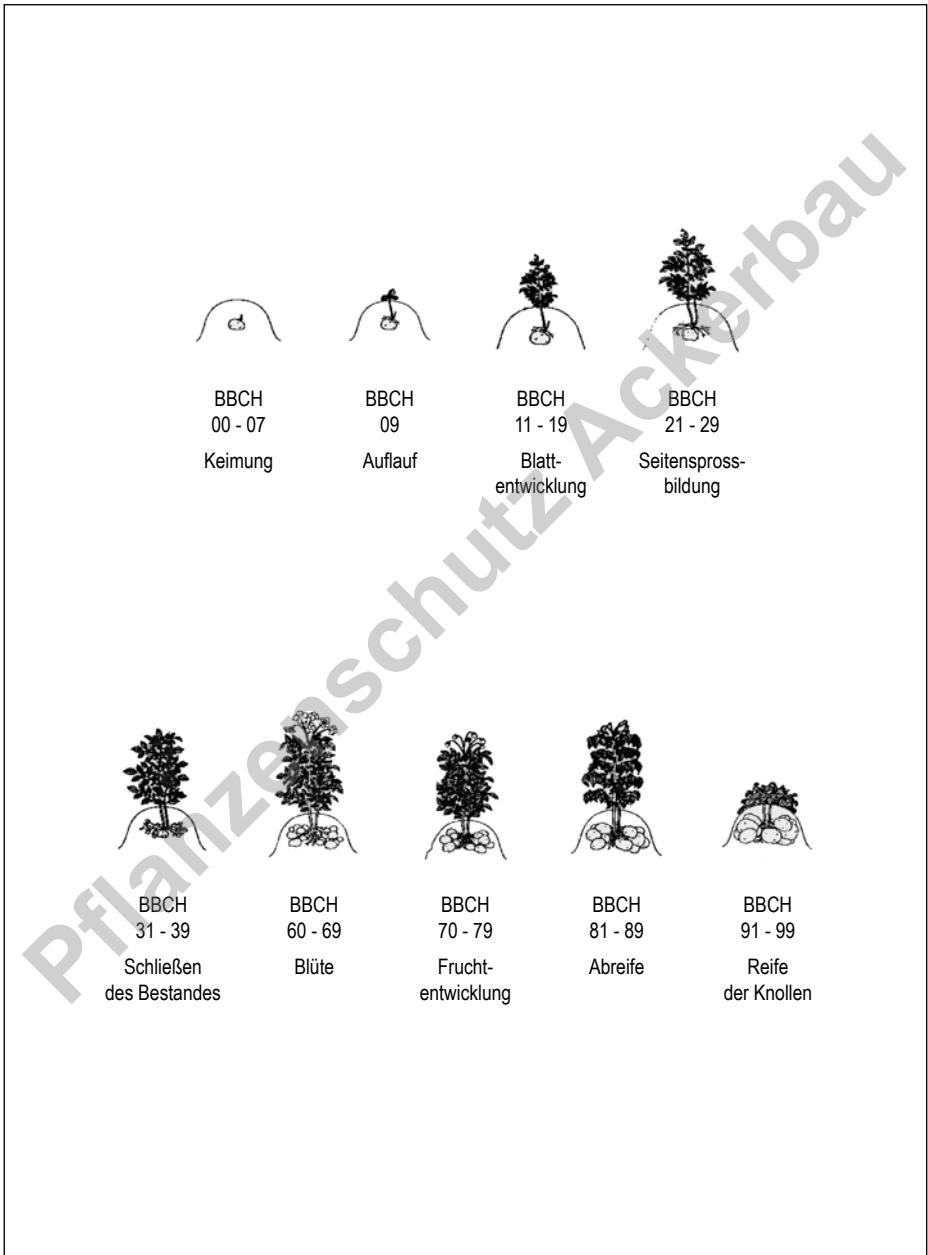 BBCH
00 - 07
Keimung
BBCH
09
Auflauf
BBCH
11 - 19
Blatt-
entwicklung
BBCH
21 - 29
Seitenspross-
bildung
BBCH
31 - 39
Schließen
des Bestandes
BBCH
60 - 69
Blüte
BBCH
70 - 79
Frucht-
entwicklung
BBCH
81 - 89
Abreife
BBCH
91 - 99
Reife
der Knollen
Pflanzenschutz Ackerbau